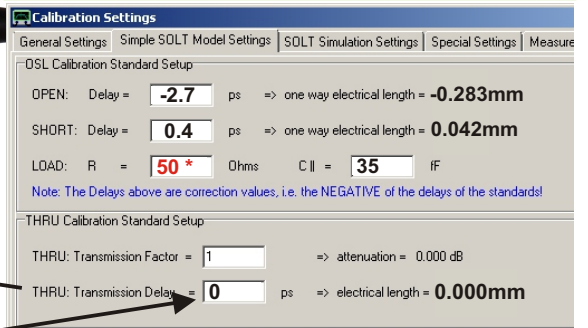 Calibration Settings
General Settings Simple SOLT Model Settings SOLT Simulation Settings Special Settings Measure
OSL Calibration Standard Setup
OPEN: Delay = -2.7 ps => one way electrical length = -0.283mm
SHORT: Delay = 0.4 ps => one way electrical length = 0.042mm
LOAD: R = 50 * Ohms C || = 35 fF
Note: The Delays above are correction values, i.e. the NEGATIVE of the delays of the standards!
THRU Calibration Standard Setup
THRU: Transmission Factor = 1 => attenuation = 0.000 dB
THRU: Transmission Delay = 0 ps => electrical length = 0.000mm